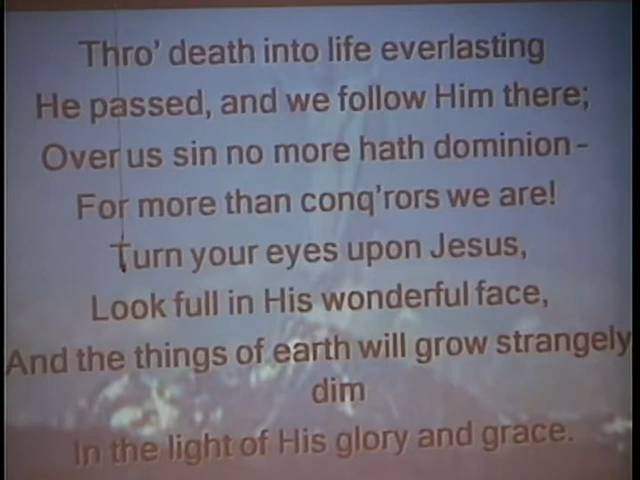 Thro' death into life everlasting
He passed, and we follow Him there;
Over us sin no more hath dominion-
For more than conq'rors we are!
Turn your eyes upon Jesus,
Look full in His wonderful face,
And the things of earth will grow strangely
dim
In the light of His glory and grace.